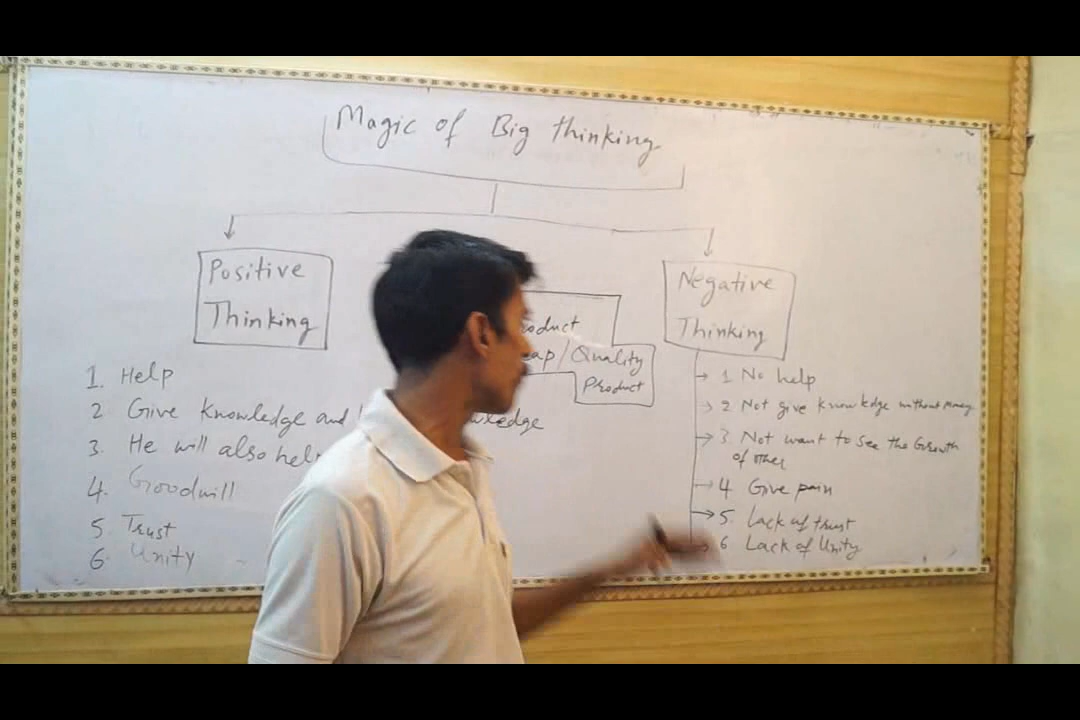 Magic of Big thinking
Positive
Thinking
Negative
Thinking
oduct
ap/Quality
Product
1. Help
2 Give knowledge and
3. He will also hel
4. Goodwill
5 Trust
6. Unity
1 No help
2 Not give knowledge without Money
3 Not want to see the Growth
of other
4 Give pain
5. Lack of trust
6 Lack of Unity